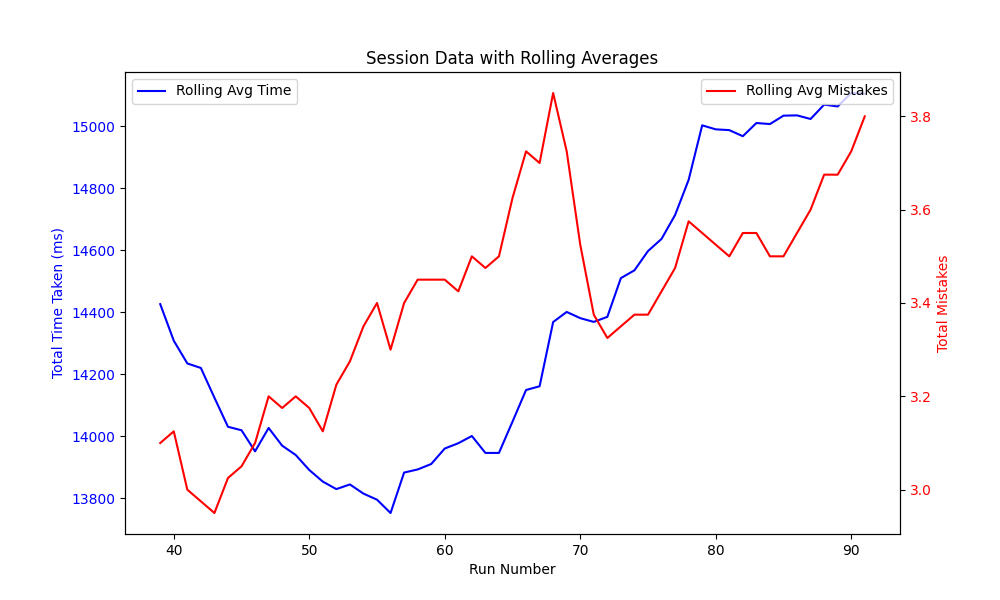 Session Data with Rolling Averages
Rolling Avg Time
Rolling Avg Mistakes
Total Time Taken (ms)
15000
14800
14600
14400
14200
14000
13800
3.8
3.6
3.4
3.2
3.0
Total Mistakes
40 50 60 70 80 90
Run Number